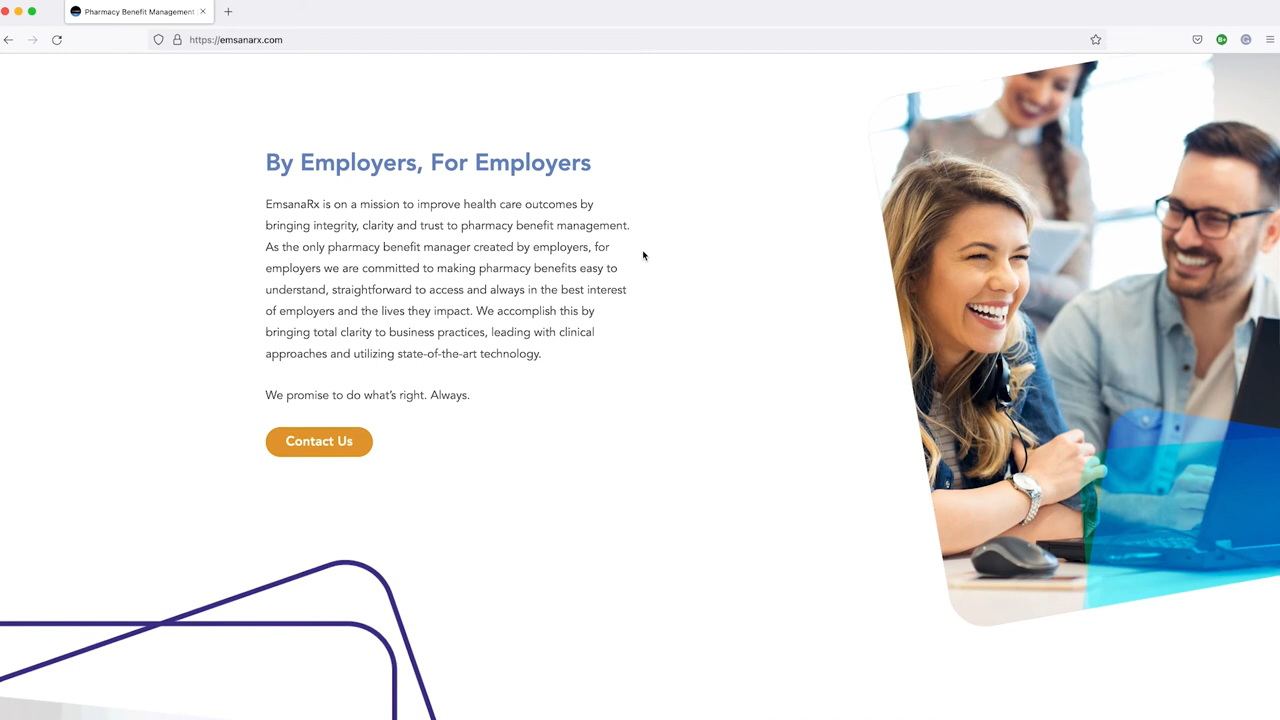 Pharmacy Benefit Management
https://emsanarx.com
By Employers, For Employers
EmsanaRx is on a mission to improve health care outcomes by
bringing integrity, clarity and trust to pharmacy benefit management.
As the only pharmacy benefit manager created by employers, for
employers we are committed to making pharmacy benefits easy to
understand, straightforward to access and always in the best interest
of employers and the lives they impact. We accomplish this by
bringing total clarity to business practices, leading with clinical
approaches and utilizing state-of-the-art technology.
We promise to do what's right. Always.
Contact Us